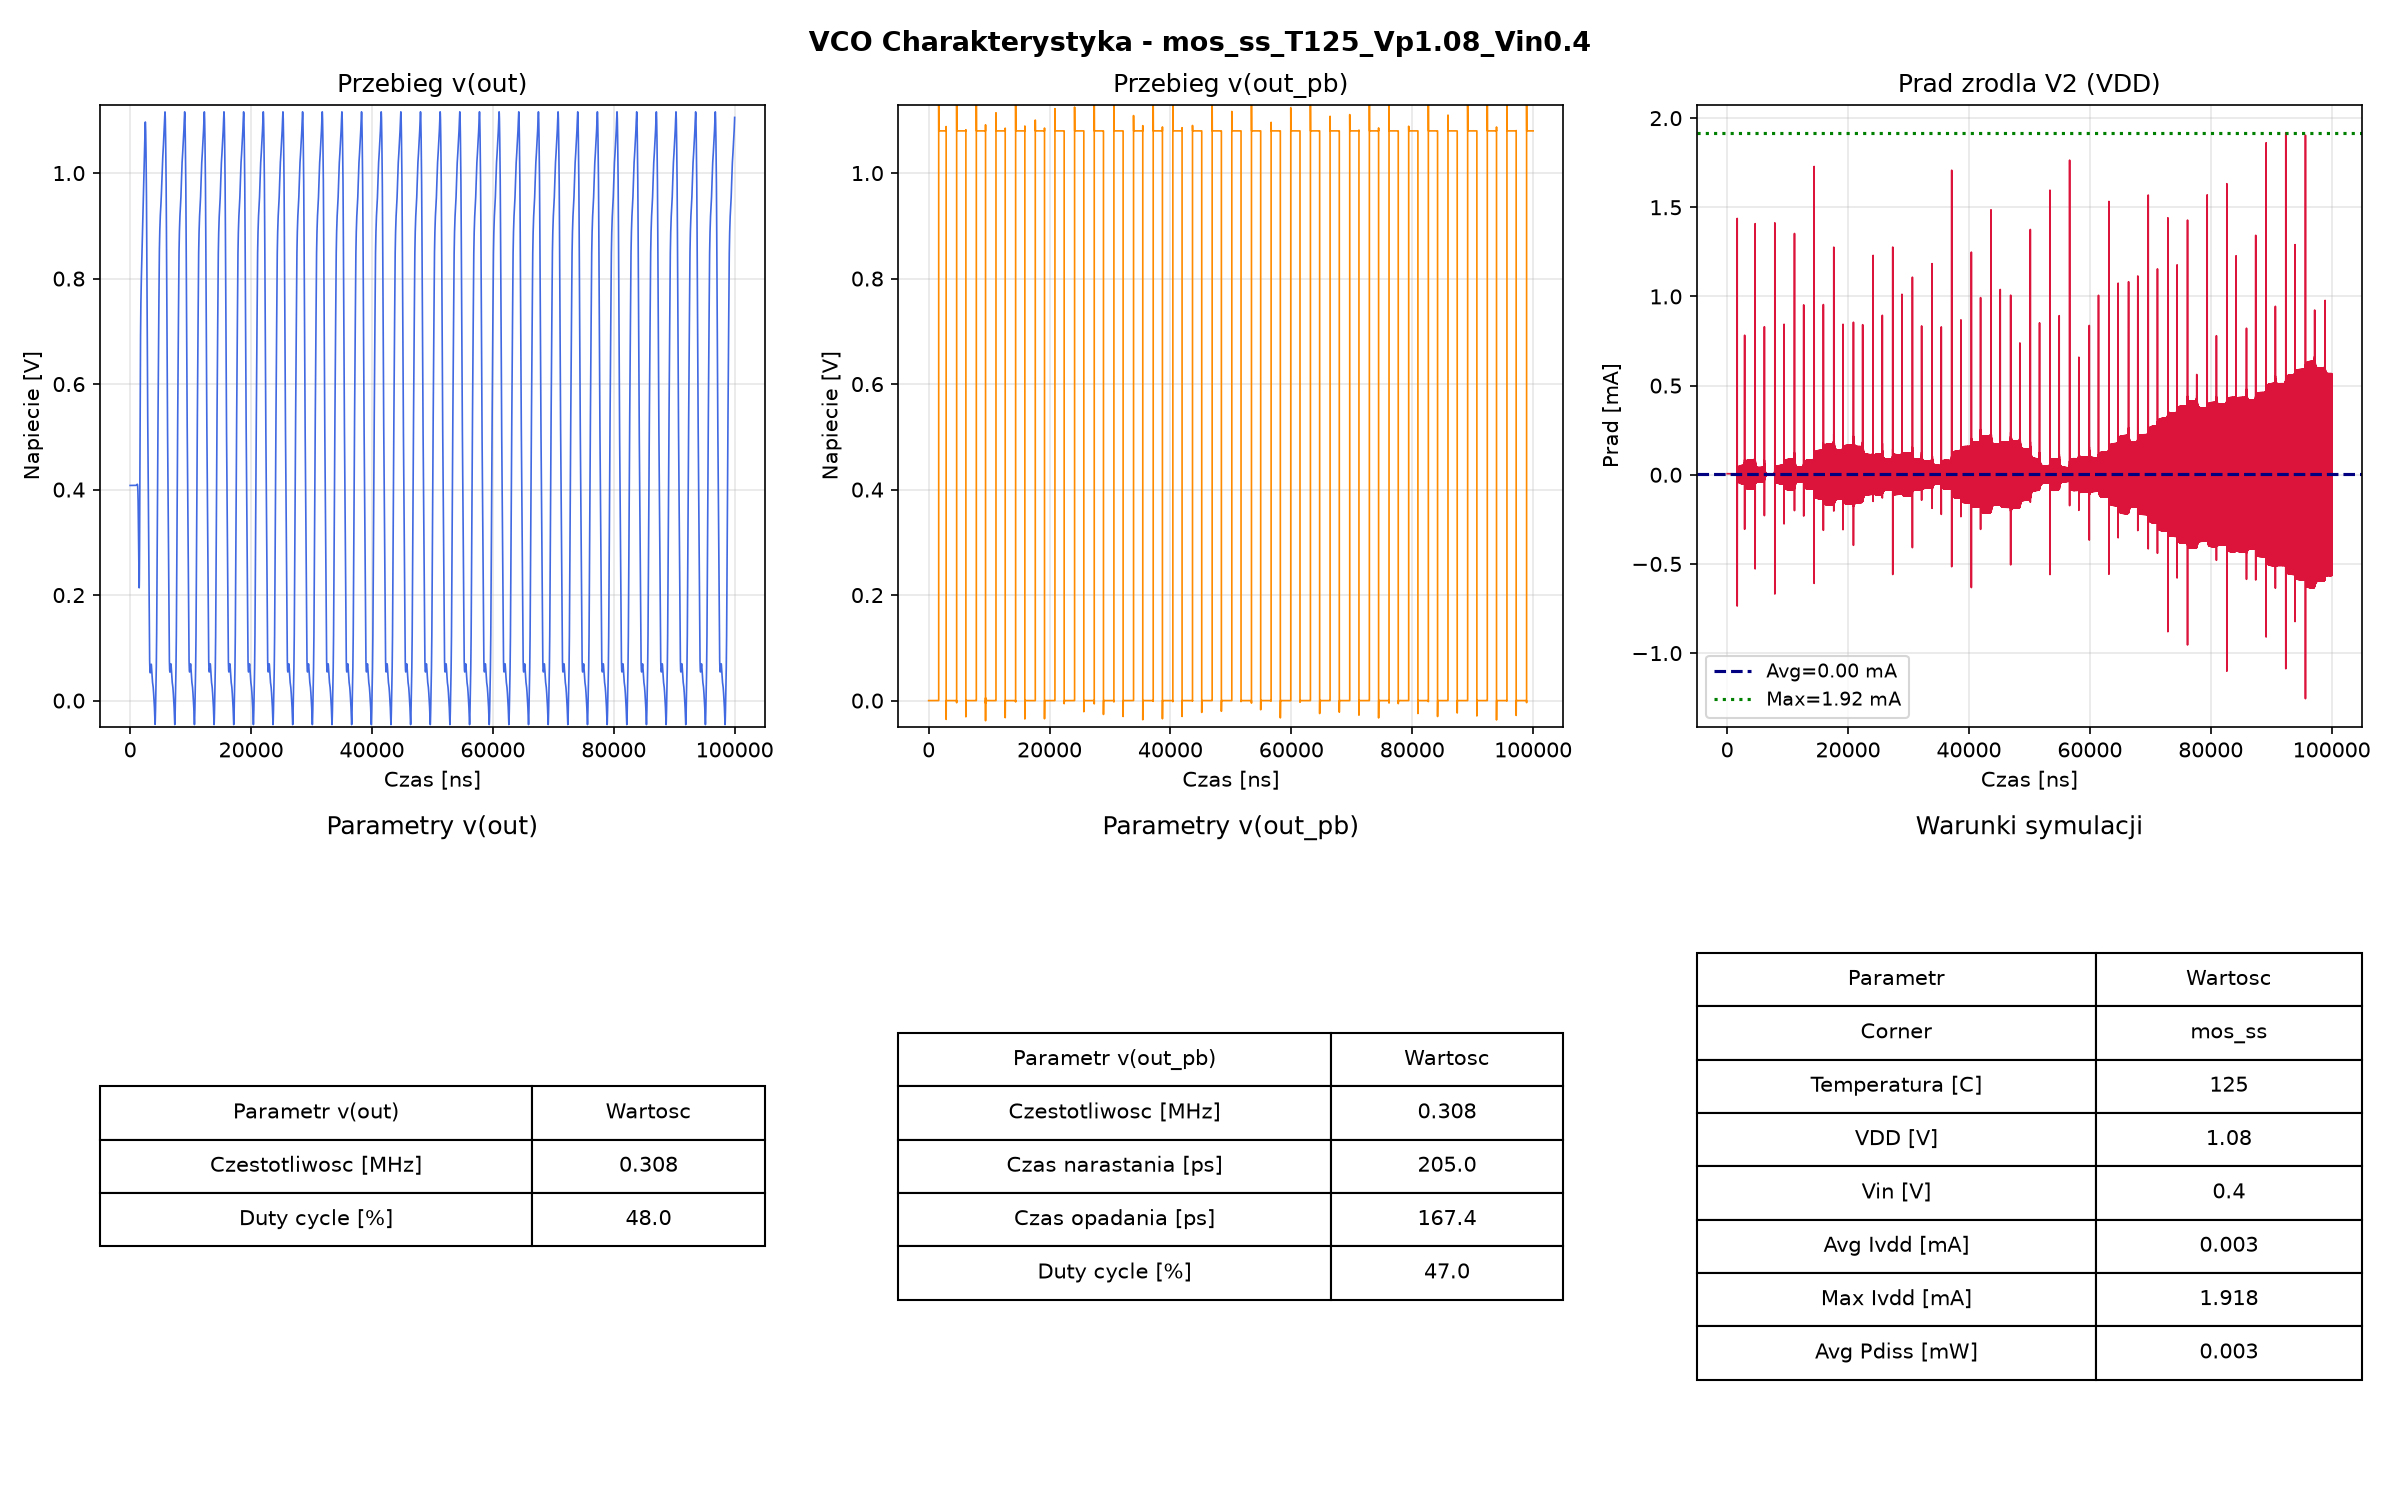 VCO Charakterystyka - mos_ss_T125_Vp1.08_Vin0.4
Przebieg v(out)
Napiecie [V]
1.0
0.8
0.6
0.4
0.2
0.0
0 20000 40000 60000 80000 100000
Czas [ns]
Przebieg v(out_pb)
Napiecie [V]
1.0
0.8
0.6
0.4
0.2
0.0
0 20000 40000 60000 80000 100000
Czas [ns]
Prad zrodla V2 (VDD)
Prad [mA]
2.0
1.5
1.0
0.5
0.0
−0.5
−1.0
Avg=0.00 mA
Max=1.92 mA
0 20000 40000 60000 80000 100000
Czas [ns]
Parametry v(out)
Parametr v(out) Wartosc
Czestotliwosc [MHz] 0.308
Duty cycle [%] 48.0
Parametry v(out_pb)
Parametr v(out_pb) Wartosc
Czestotliwosc [MHz] 0.308
Czas narastania [ps] 205.0
Czas opadania [ps] 167.4
Duty cycle [%] 47.0
Warunki symulacji
Parametr Wartosc
Corner mos_ss
Temperatura [C] 125
VDD [V] 1.08
Vin [V] 0.4
Avg Ivdd [mA] 0.003
Max Ivdd [mA] 1.918
Avg Pdiss [mW] 0.003